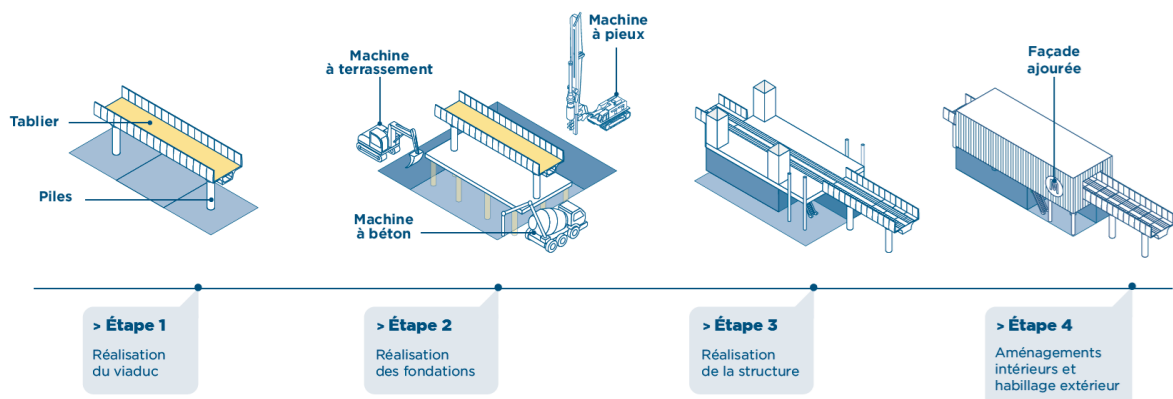 Tablier
Piles
Machine
à terrassement
Machine
à pieux
Machine
à béton
Façade
ajourée
> Étape 1
Réalisation
du viaduc
> Étape 2
Réalisation
des fondations
> Étape 3
Réalisation
de la structure
> Étape 4
Aménagements
intérieurs et
habillage extérieur